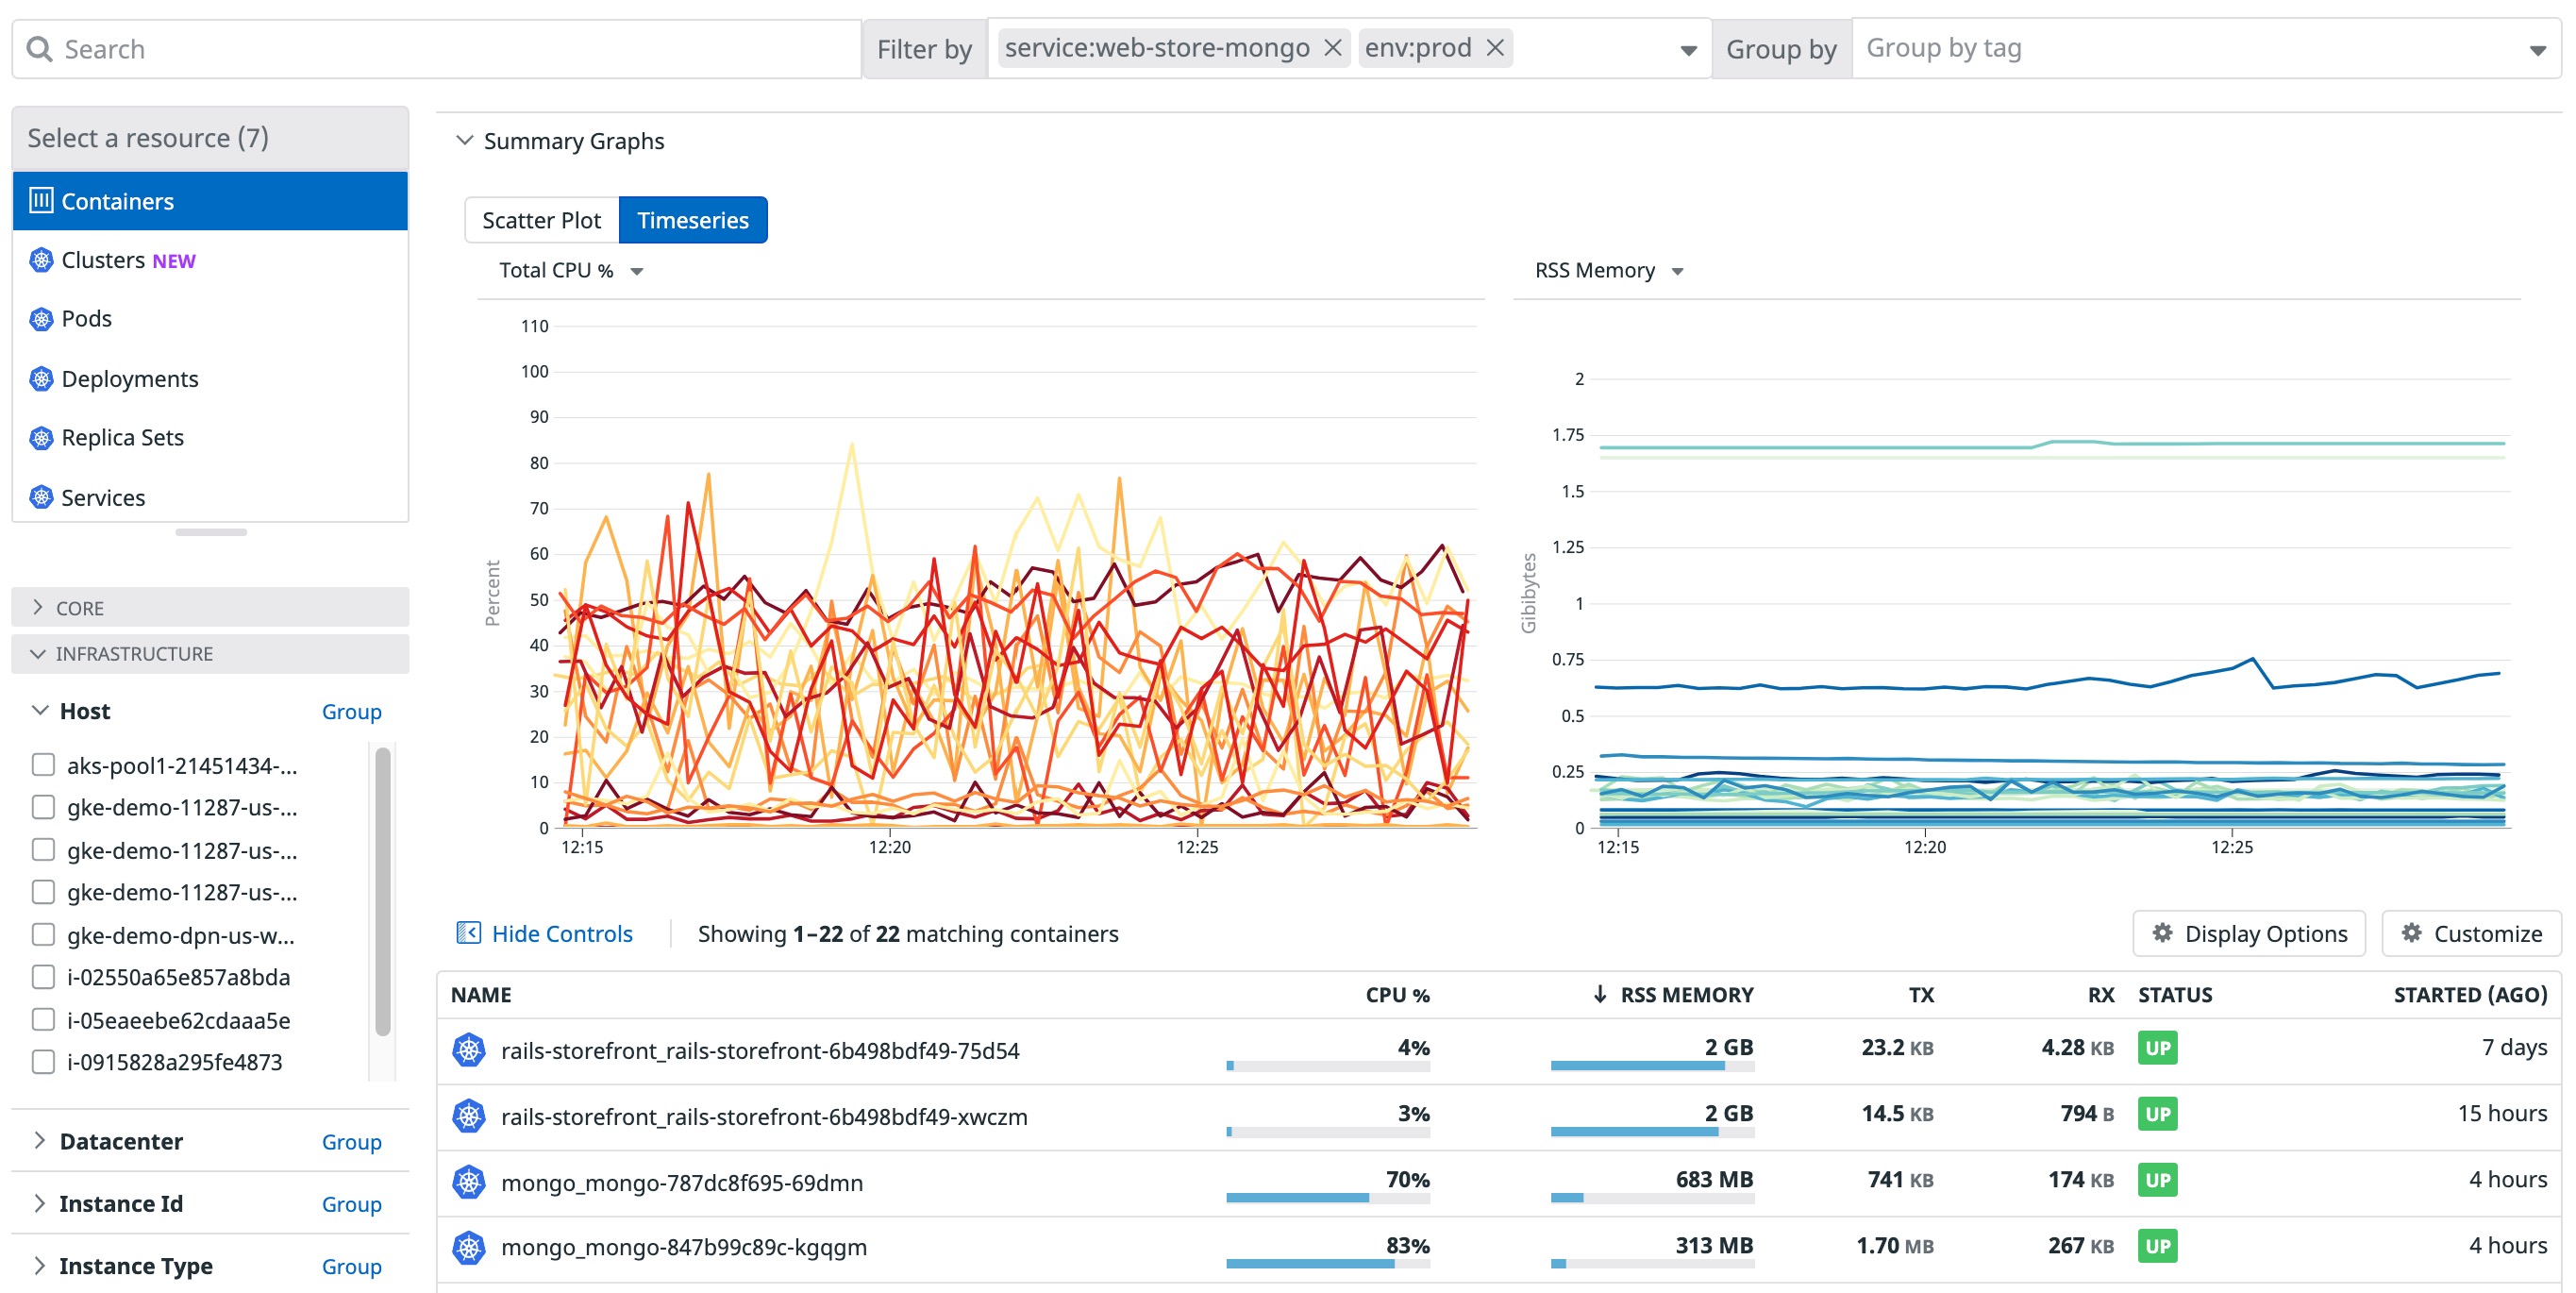 Search
Filter by
service:web-store-mongo
env:prod
Group by
Group by tag
Select a resource (7)
Containers
Clusters NEW
Pods
Deployments
Replica Sets
Services
CORE
INFRASTRUCTURE
Host Group
aks-pool1-21451434-...
gke-demo-11287-us-...
gke-demo-11287-us-...
gke-demo-11287-us-...
gke-demo-dpn-us-w...
i-02550a65e857a8bda
i-05eaeebe62cdaaa5e
i-0915828a295fe4873
Datacenter Group
Instance Id Group
Instance Type Group
Summary Graphs
Scatter Plot Timeseries
Total CPU %
Percent
110
100
90
80
70
60
50
40
30
20
10
0
12:15 12:20 12:25
RSS Memory
Gibibytes
2
1.75
1.5
1.25
1
0.75
0.5
0.25
0
12:15 12:20 12:25
Hide Controls
Showing 1–22 of 22 matching containers
Display Options
Customize
NAME CPU % RSS MEMORY TX RX STATUS STARTED (AGO)
rails-storefront_rails-storefront-6b498bdf49-75d54 4% 2 GB 23.2 KB 4.28 KB UP 7 days
rails-storefront_rails-storefront-6b498bdf49-xwczm 3% 2 GB 14.5 KB 794 B UP 15 hours
mongo_mongo-787dc8f695-69dmn 70% 683 MB 741 KB 174 KB UP 4 hours
mongo_mongo-847b99c89c-kgqgm 83% 313 MB 1.70 MB 267 KB UP 4 hours